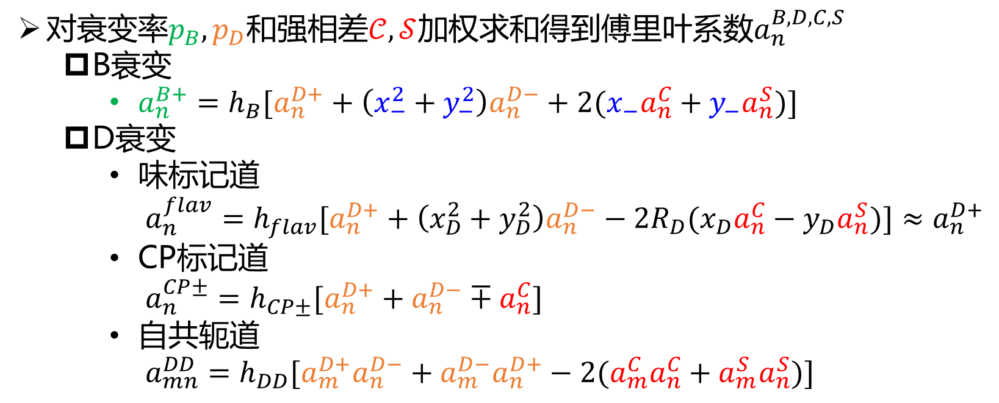 ➢ 对衰变率$p_B, p_D$和强相差$\mathcal{C}, \mathcal{S}$加权求和得到傅里叶系数$a_n^{B,D,C,S}$
❑ B衰变
• $a_n^{B+} = h_B[a_n^{D+} + (x_-^2 + y_-^2)a_n^{D-} + 2(x_- a_n^C + y_- a_n^S)]$
❑ D衰变
• 味标记道
$a_n^{flav} = h_{flav}[a_n^{D+} + (x_D^2 + y_D^2)a_n^{D-} - 2R_D(x_D a_n^C - y_D a_n^S)] \approx a_n^{D+}$
• CP标记道
$a_n^{CP\pm} = h_{CP\pm}[a_n^{D+} + a_n^{D-} \mp a_n^C]$
• 自共轭道
$a_{mn}^{DD} = h_{DD}[a_m^{D+} a_n^{D-} + a_m^{D-} a_n^{D+} - 2(a_m^C a_n^C + a_m^S a_n^S)]$